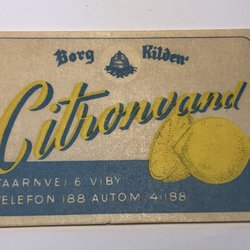 Borg Kilden'
Citronvand
TAARNVEJ 6 VIBY
TELEFON 188 AUTOM. 4188